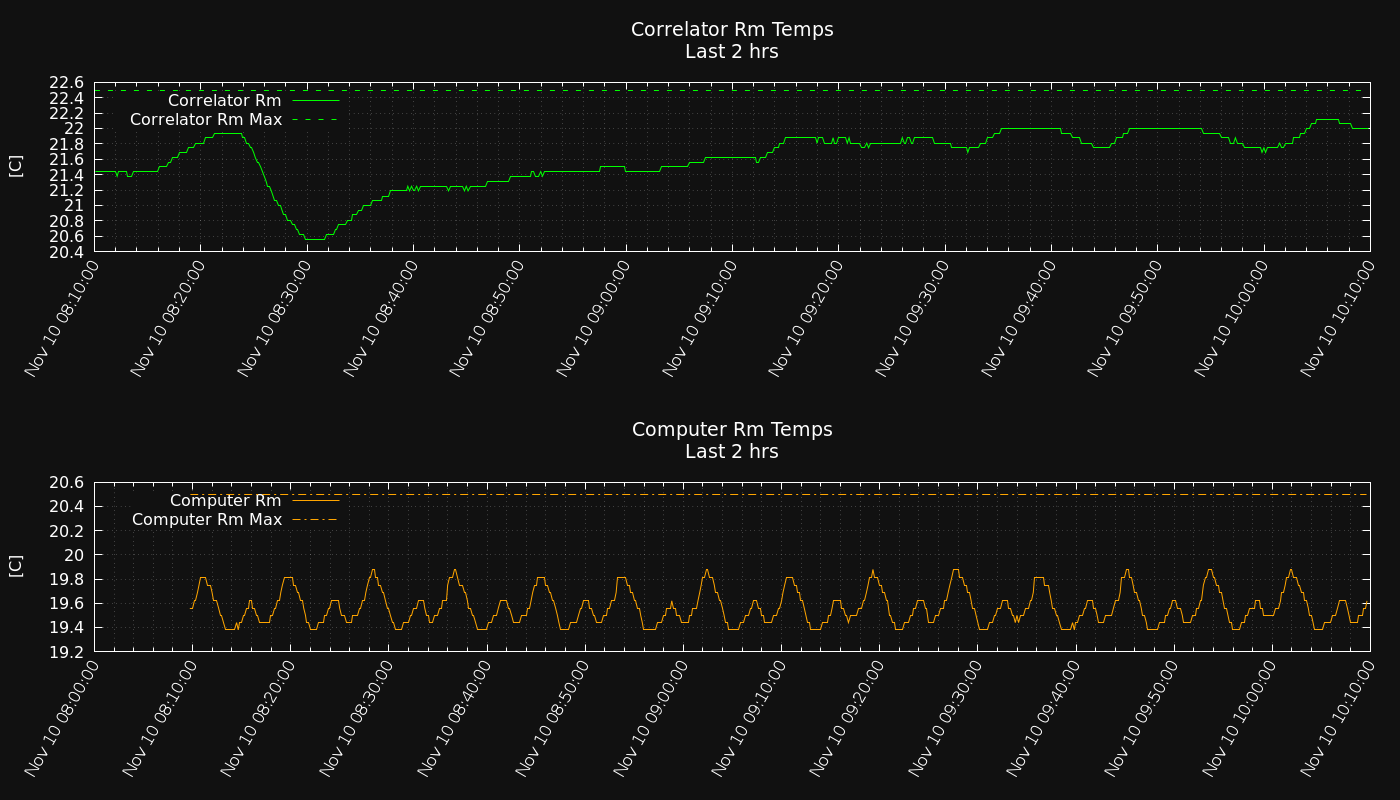 Correlator Rm Temps
Last 2 hrs
22.6
22.4
22.2
22
21.8
21.6
21.4
21.2
21
20.8
20.6
20.4
[C]
Correlator Rm
Correlator Rm Max
Nov 10 08:10:00
Nov 10 08:20:00
Nov 10 08:30:00
Nov 10 08:40:00
Nov 10 08:50:00
Nov 10 09:00:00
Nov 10 09:10:00
Nov 10 09:20:00
Nov 10 09:30:00
Nov 10 09:40:00
Nov 10 09:50:00
Nov 10 10:00:00
Nov 10 10:10:00
Computer Rm Temps
Last 2 hrs
20.6
20.4
20.2
20
19.8
19.6
19.4
19.2
[C]
Computer Rm
Computer Rm Max
Nov 10 08:00:00
Nov 10 08:10:00
Nov 10 08:20:00
Nov 10 08:30:00
Nov 10 08:40:00
Nov 10 08:50:00
Nov 10 09:00:00
Nov 10 09:10:00
Nov 10 09:20:00
Nov 10 09:30:00
Nov 10 09:40:00
Nov 10 09:50:00
Nov 10 10:00:00
Nov 10 10:10:00